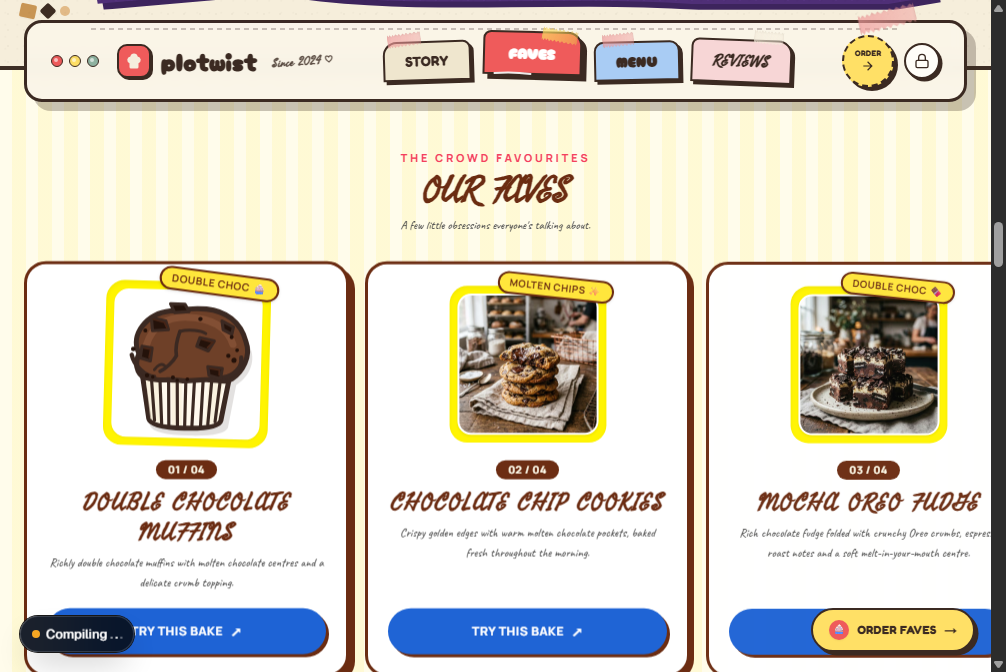 plotwist
Since 2024 ♡
STORY
FAVES
MENU
REVIEWS
ORDER
→
THE CROWD FAVOURITES
OUR FAVES
A few little obsessions everyone's talking about.
DOUBLE CHOC 🧁
01 / 04
DOUBLE CHOCOLATE
MUFFINS
Richly double chocolate muffins with molten chocolate centres and a
delicate crumb topping.
TRY THIS BAKE ↗
MOLTEN CHIPS
02 / 04
CHOCOLATE CHIP COOKIES
Crispy golden edges with warm molten chocolate pockets, baked
fresh throughout the morning.
TRY THIS BAKE ↗
DOUBLE CHOC 🍫
03 / 04
MOCHA OREO FUDGE
Rich chocolate fudge folded with crunchy Oreo crumbs, espres
roast notes and a soft melt-in-your-mouth centre.
Compiling ...
ORDER FAVES →